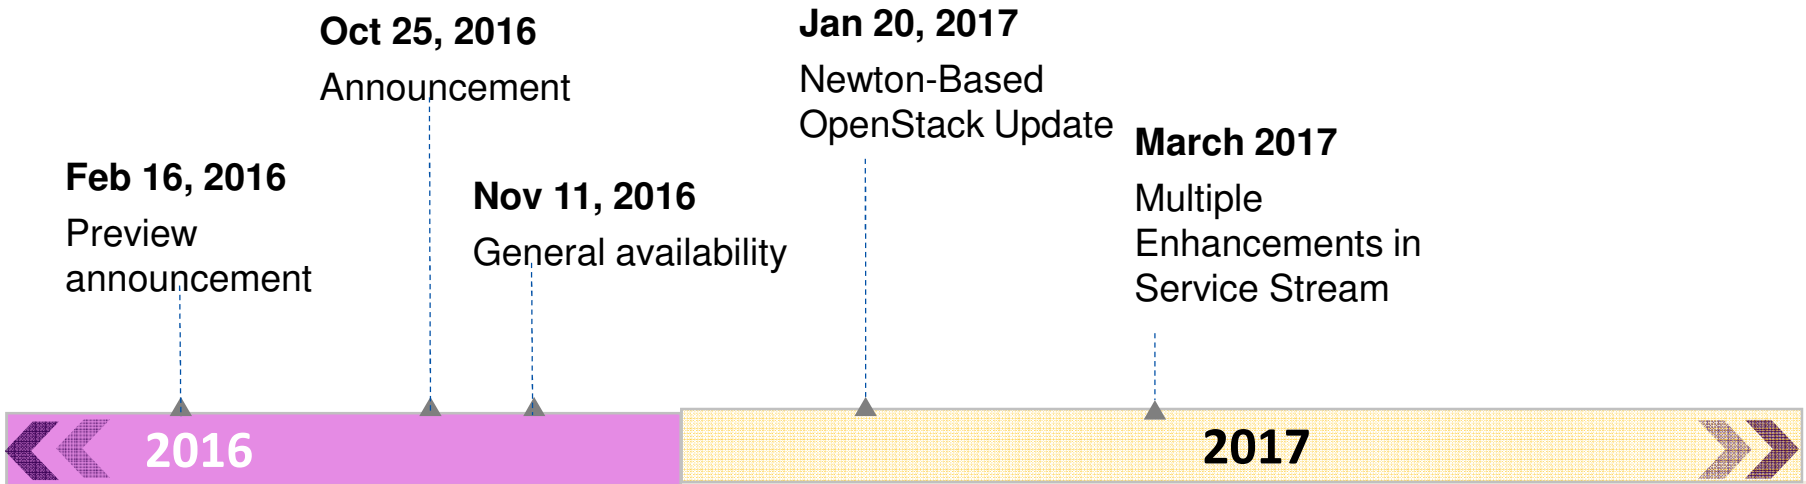 Feb 16, 2016
Preview
announcement
Oct 25, 2016
Announcement
Nov 11, 2016
General availability
Jan 20, 2017
Newton-Based
OpenStack Update
March 2017
Multiple
Enhancements in
Service Stream
2016
2017